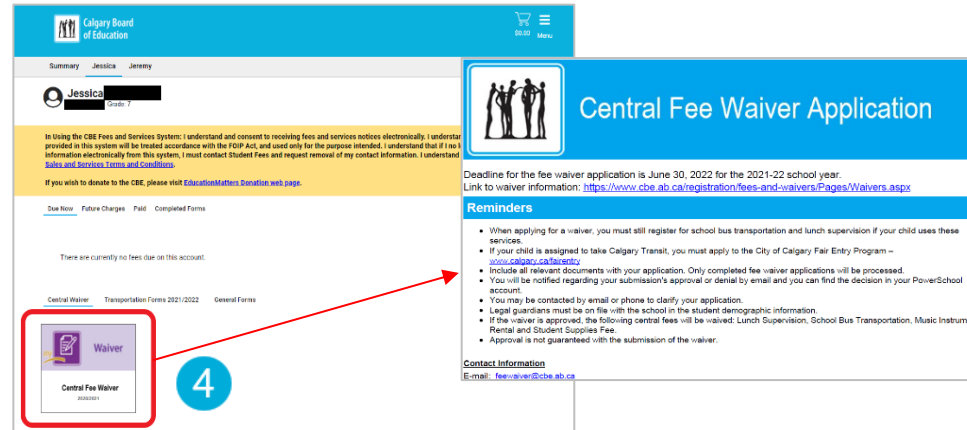 Calgary Board
of Education
$0.00 Menu
Summary Jessica Jeremy
Jessica
Grade: 7
In Using the CBE Fees and Services System: I understand and consent to receiving fees and services notices electronically. I understan
provided in this system will be treated accordance with the FOIP Act, and used only for the purpose intended. I understand that if I no l
information electronically from this system, I must contact Student Fees and request removal of my contact information. I understand
Sales and Services Terms and Conditions.
If you wish to donate to the CBE, please visit EducationMatters Donation web page.
Due Now Future Charges Paid Completed Forms
There are currently no fees due on this account.
Central Waiver Transportation Forms 2021/2022 General Forms
Waiver
Central Fee Waiver
2020/2021
4
Central Fee Waiver Application
Deadline for the fee waiver application is June 30, 2022 for the 2021-22 school year.
Link to waiver information: https://www.cbe.ab.ca/registration/fees-and-waivers/Pages/Waivers.aspx
Reminders
• When applying for a waiver, you must still register for school bus transportation and lunch supervision if your child uses these
services.
• If your child is assigned to take Calgary Transit, you must apply to the City of Calgary Fair Entry Program –
www.calgary.ca/fairentry
• Include all relevant documents with your application. Only completed fee waiver applications will be processed.
• You will be notified regarding your submission's approval or denial by email and you can find the decision in your PowerSchool
account.
• You may be contacted by email or phone to clarify your application.
• Legal guardians must be on file with the school in the student demographic information.
• If the waiver is approved, the following central fees will be waived: Lunch Supervision, School Bus Transportation, Music Instrum
Rental and Student Supplies Fee.
• Approval is not guaranteed with the submission of the waiver.
Contact Information
E-mail: feewaiver@cbe.ab.ca